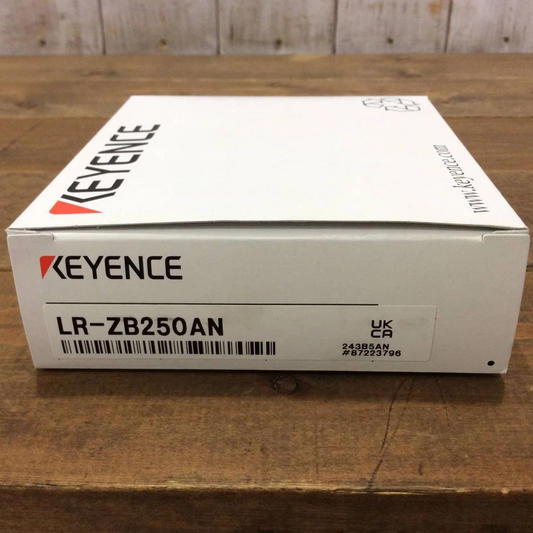 KEYENCE
www.keyence.com
KEYENCE
LR-ZB250AN
UK
CA
243B5AN
#87223796